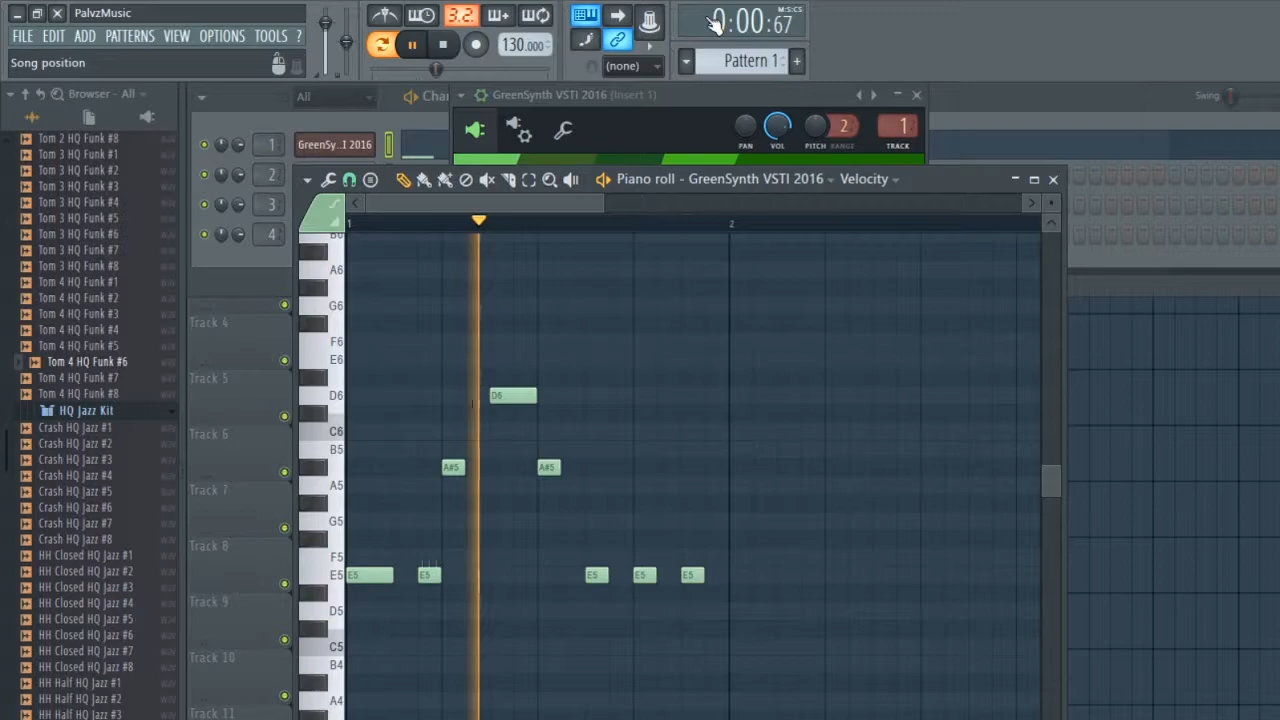 PalvzMusic
FILE EDIT ADD PATTERNS VIEW OPTIONS TOOLS ?
Song position
3.2.
130.000
(none)
0:00:67
M:S:CS
Pattern 1
Browser - All
All
GreenSynth VSTI 2016 (Insert 1)
Swing
PAN VOL PITCH RANGE TRACK
2
1
1 GreenSy..I 2016
2
3
4
Piano roll - GreenSynth VSTI 2016 Velocity
1 2
Tom 2 HQ Funk #8
Tom 3 HQ Funk #1
Tom 3 HQ Funk #2
Tom 3 HQ Funk #3
Tom 3 HQ Funk #4
Tom 3 HQ Funk #5
Tom 3 HQ Funk #6
Tom 3 HQ Funk #7
Tom 3 HQ Funk #8
Tom 4 HQ Funk #1
Tom 4 HQ Funk #2
Tom 4 HQ Funk #3
Tom 4 HQ Funk #4
Tom 4 HQ Funk #5
Tom 4 HQ Funk #6
Tom 4 HQ Funk #7
Tom 4 HQ Funk #8
HQ Jazz Kit
Crash HQ Jazz #1
Crash HQ Jazz #2
Crash HQ Jazz #3
Crash HQ Jazz #4
Crash HQ Jazz #5
Crash HQ Jazz #6
Crash HQ Jazz #7
Crash HQ Jazz #8
HH Closed HQ Jazz #1
HH Closed HQ Jazz #2
HH Closed HQ Jazz #3
HH Closed HQ Jazz #4
HH Closed HQ Jazz #5
HH Closed HQ Jazz #6
HH Closed HQ Jazz #7
HH Closed HQ Jazz #8
HH Half HQ Jazz #1
HH Half HQ Jazz #2
HH Half HQ Jazz #3
Track 4
Track 5
Track 6
Track 7
Track 8
Track 9
Track 10
Track 11
B6
A6
G6
F6
E6
D6 D6
C6
B5
A#5 A#5
A5
G5
F5
E5 E5 E5 E5 E5 E5
D5
C5
B4
A4